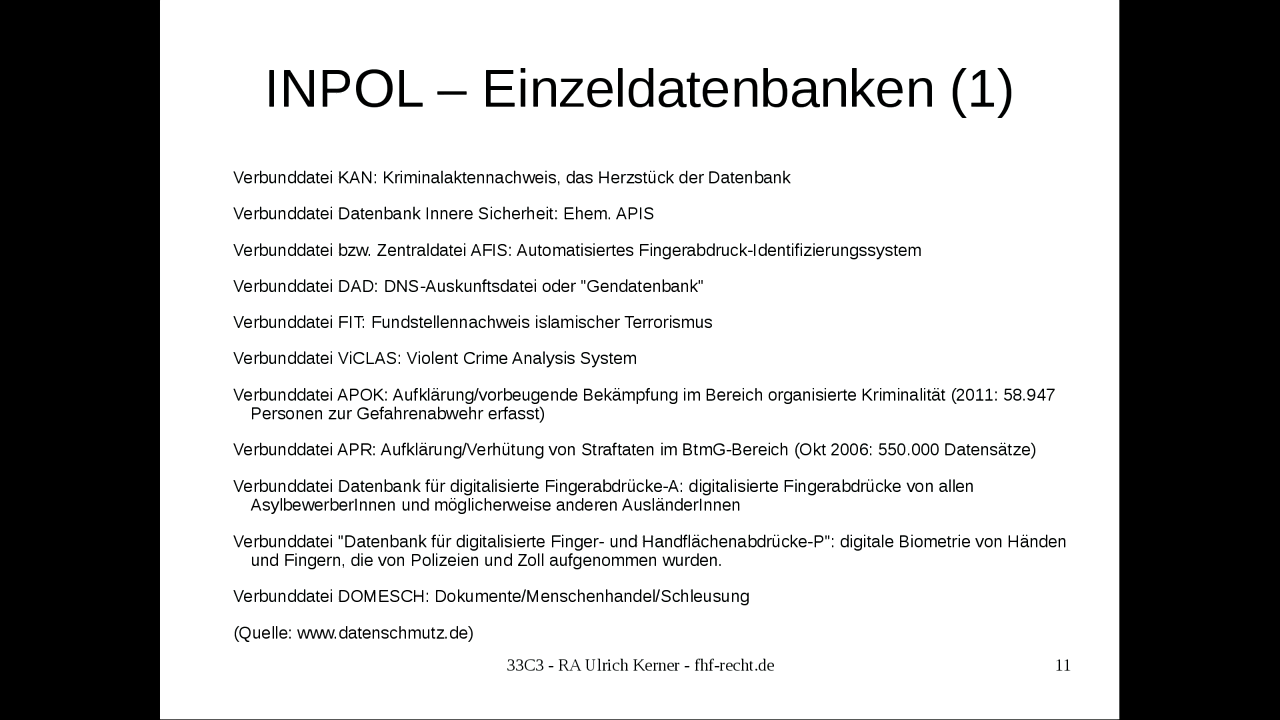 INPOL – Einzeldatenbanken (1)
Verbunddatei KAN: Kriminalaktennachweis, das Herzstück der Datenbank
Verbunddatei Datenbank Innere Sicherheit: Ehem. APIS
Verbunddatei bzw. Zentraldatei AFIS: Automatisiertes Fingerabdruck-Identifizierungssystem
Verbunddatei DAD: DNS-Auskunftsdatei oder "Gendatenbank"
Verbunddatei FIT: Fundstellennachweis islamischer Terrorismus
Verbunddatei ViCLAS: Violent Crime Analysis System
Verbunddatei APOK: Aufklärung/vorbeugende Bekämpfung im Bereich organisierte Kriminalität (2011: 58.947
Personen zur Gefahrenabwehr erfasst)
Verbunddatei APR: Aufklärung/Verhütung von Straftaten im BtmG-Bereich (Okt 2006: 550.000 Datensätze)
Verbunddatei Datenbank für digitalisierte Fingerabdrücke-A: digitalisierte Fingerabdrücke von allen
AsylbewerberInnen und möglicherweise anderen AusländerInnen
Verbunddatei "Datenbank für digitalisierte Finger- und Handflächenabdrücke-P": digitale Biometrie von Händen
und Fingern, die von Polizeien und Zoll aufgenommen wurden.
Verbunddatei DOMESCH: Dokumente/Menschenhandel/Schleusung
(Quelle: www.datenschmutz.de)
33C3 - RA Ulrich Kerner - fhf-recht.de 11